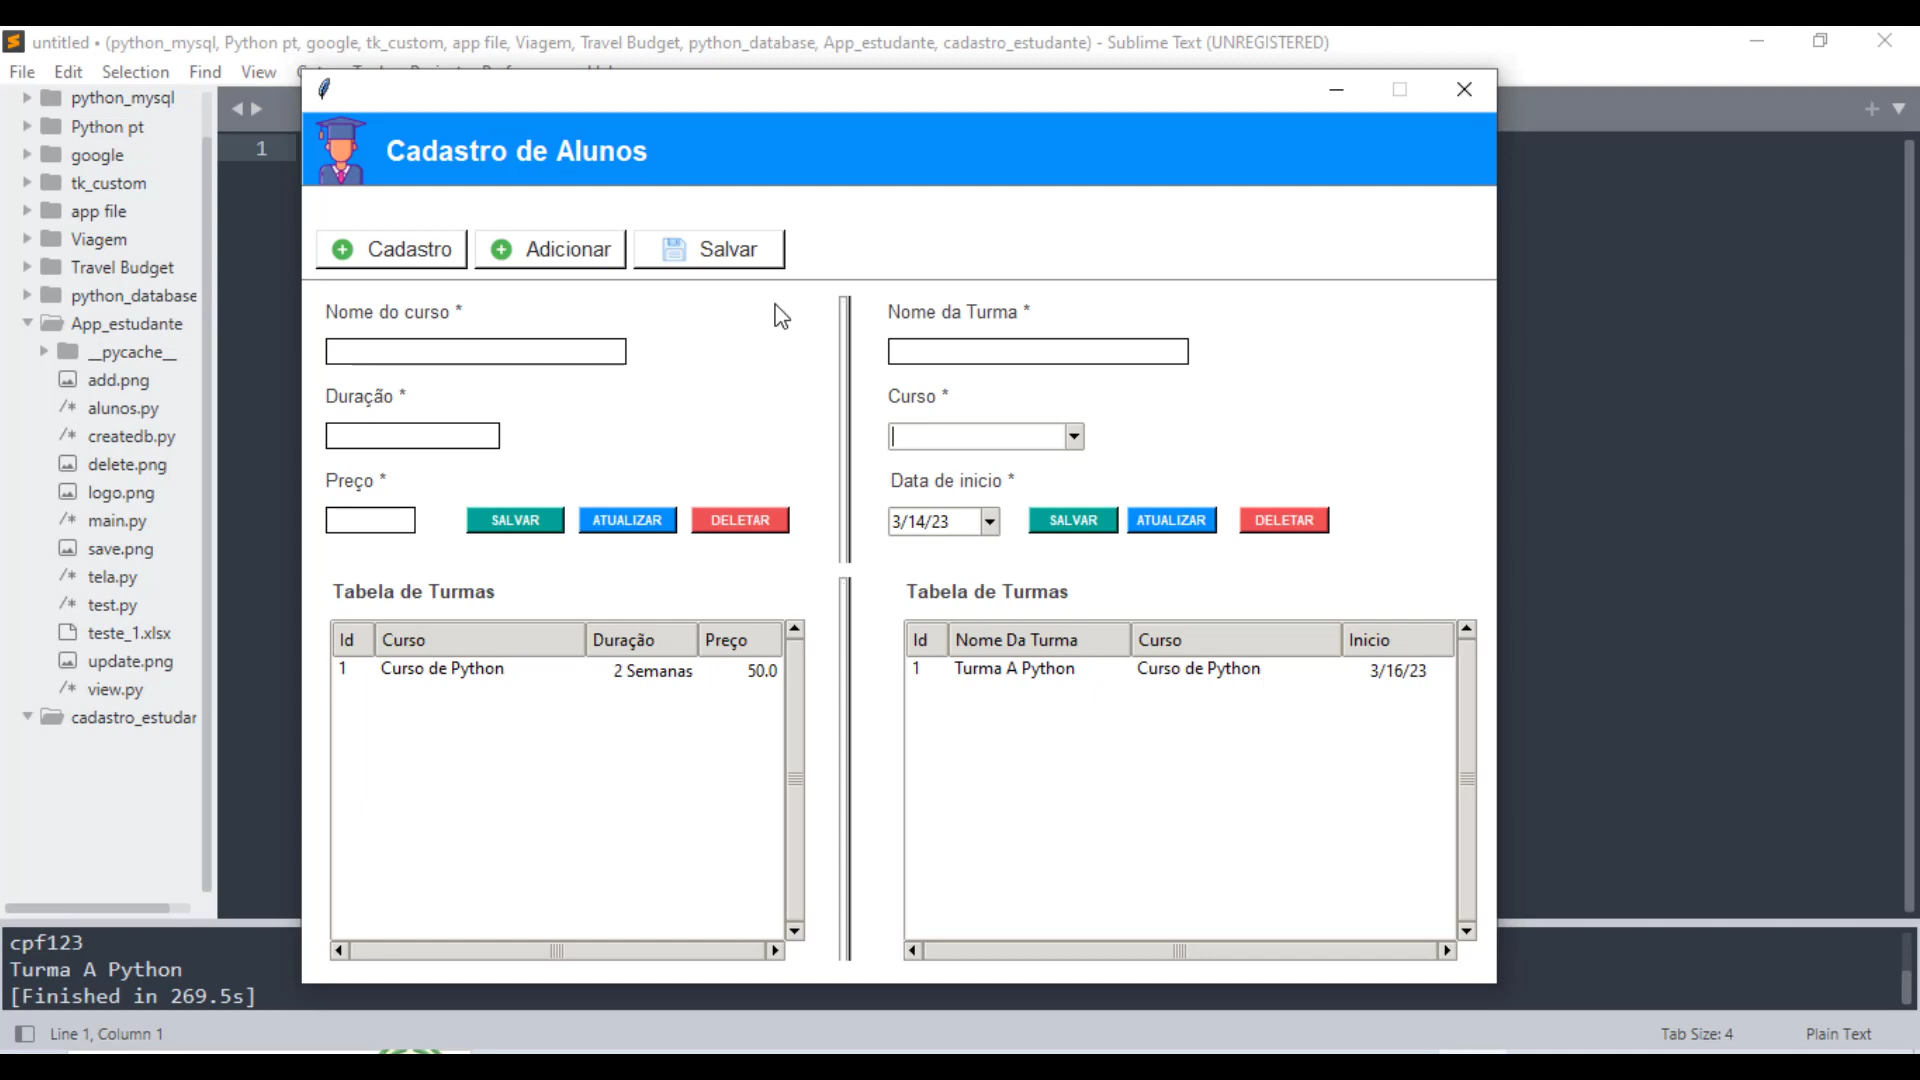 untitled • (python_mysql, Python pt, google, tk_custom, app file, Viagem, Travel Budget, python_database, App_estudante, cadastro_estudante) - Sublime Text (UNREGISTERED)
File Edit Selection Find View
python_mysql
Python pt
google
tk_custom
app file
Viagem
Travel Budget
python_database
App_estudante
__pycache__
add.png
/* alunos.py
/* createdb.py
delete.png
logo.png
/* main.py
save.png
/* tela.py
/* test.py
teste_1.xlsx
update.png
/* view.py
cadastro_estudar
1
Cadastro de Alunos
Cadastro Adicionar Salvar
Nome do curso *
Duração *
Preço *
SALVAR ATUALIZAR DELETAR
Nome da Turma *
Curso *
Data de inicio *
3/14/23 SALVAR ATUALIZAR DELETAR
Tabela de Turmas
Id Curso Duração Preço
1 Curso de Python 2 Semanas 50.0
Tabela de Turmas
Id Nome Da Turma Curso Inicio
1 Turma A Python Curso de Python 3/16/23
cpf123
Turma A Python
[Finished in 269.5s]
Line 1, Column 1 Tab Size: 4 Plain Text